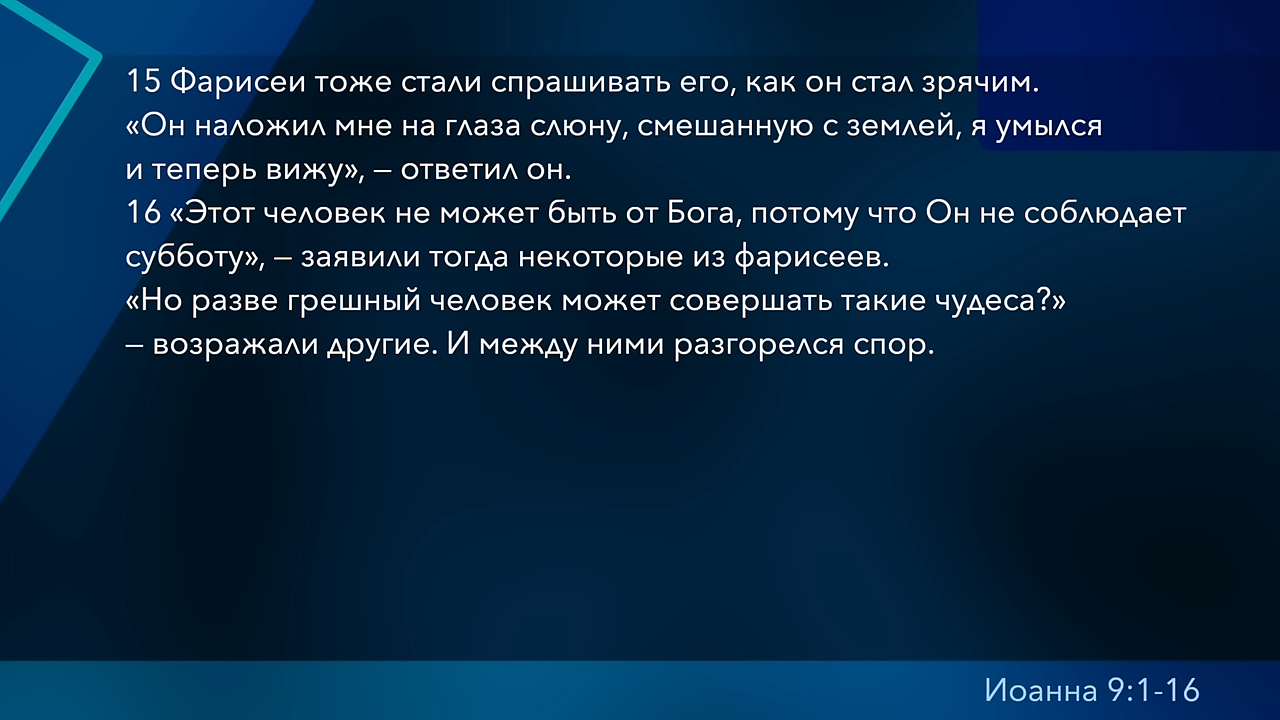 15 Фарисеи тоже стали спрашивать его, как он стал зрячим.
«Он наложил мне на глаза слюну, смешанную с землей, я умылся
и теперь вижу», – ответил он.
16 «Этот человек не может быть от Бога, потому что Он не соблюдает
субботу», – заявили тогда некоторые из фарисеев.
«Но разве грешный человек может совершать такие чудеса?»
– возражали другие. И между ними разгорелся спор.
Иоанна 9:1-16